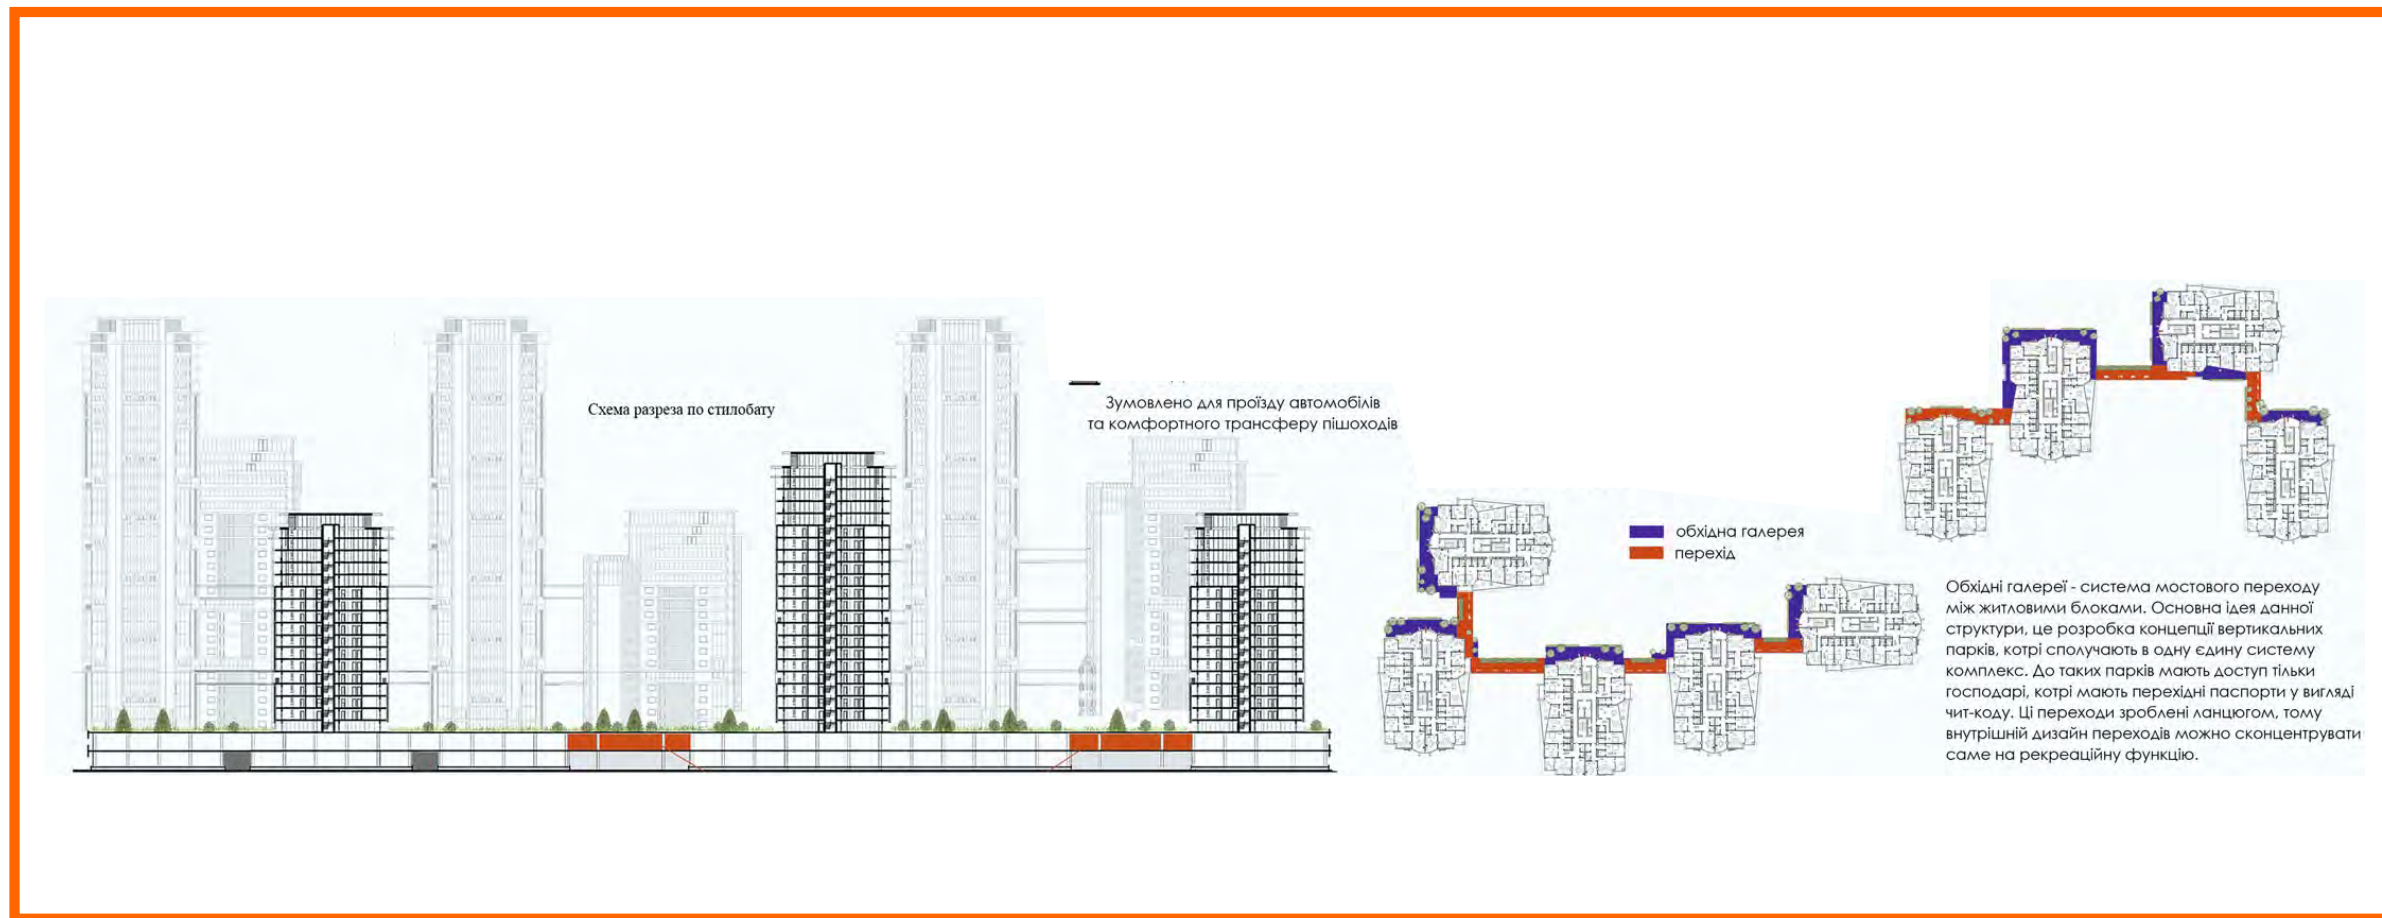 Схема разреза по стилобату
Зумовлено для проїзду автомобілів
та комфортного трансферу пішоходів
обхідна галерея
перехід
Обхідні галереї - система мостового переходу
між житловими блоками. Основна ідея данної
структури, це розробка концепції вертикальних
парків, котрі сполучають в одну єдину систему
комплекс. До таких парків мають доступ тільки
господарі, котрі мають перехідні паспорти у вигляді
чит-коду. Ці переходи зроблені ланцюгом, тому
внутрішній дизайн переходів можно сконцентрувати
саме на рекреаційну функцію.